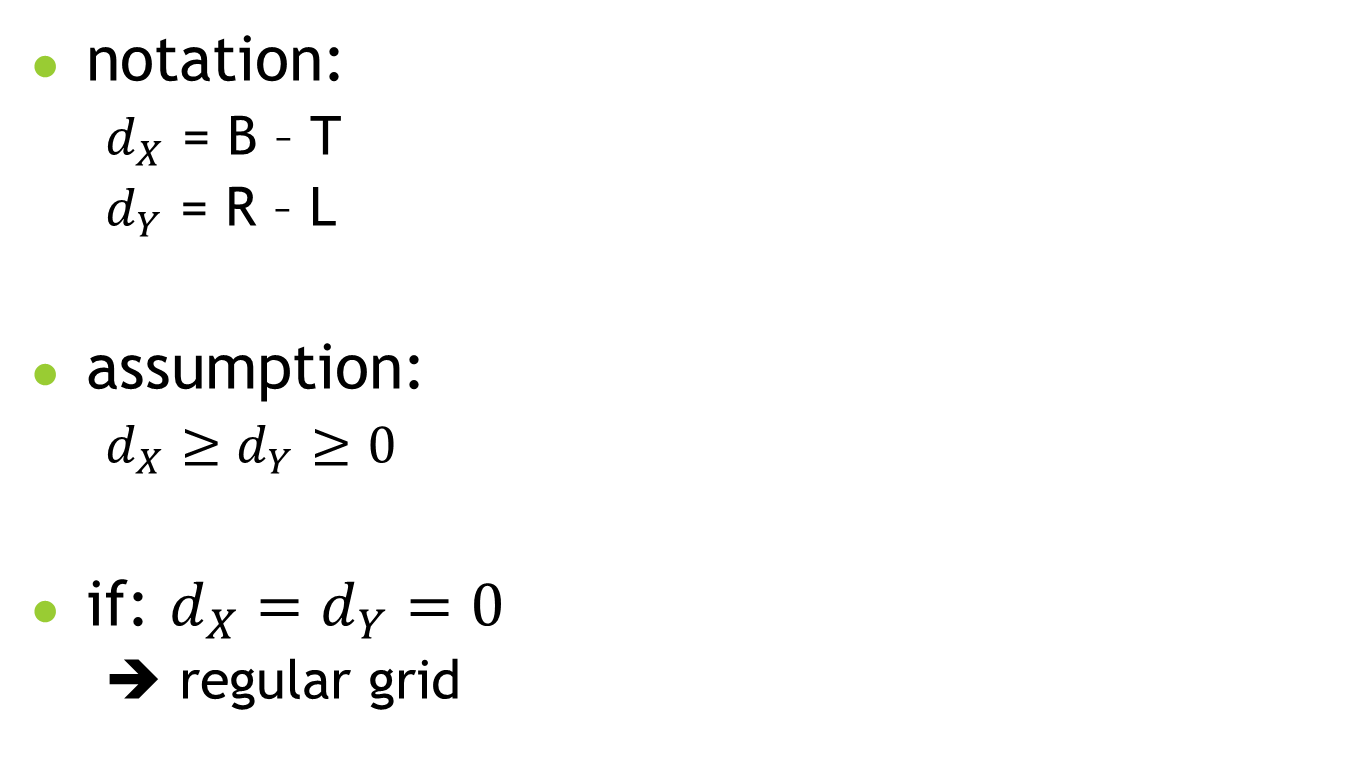 ● notation:
d_X = B – T
d_Y = R – L
● assumption:
d_X ≥ d_Y ≥ 0
● if: d_X = d_Y = 0
➔ regular grid